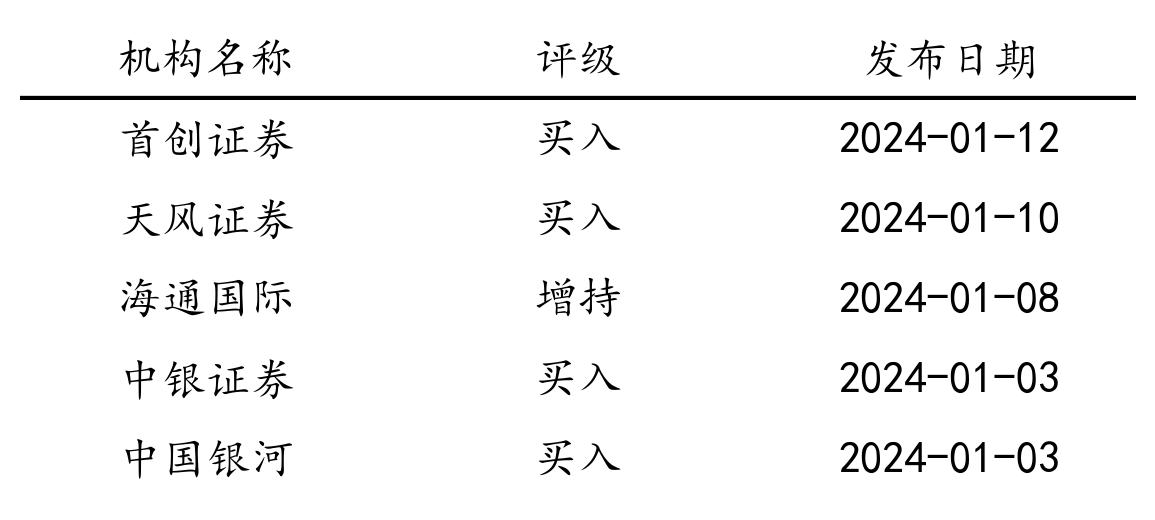 机构名称 评级 发布日期
首创证券 买入 2024-01-12
天风证券 买入 2024-01-10
海通国际 增持 2024-01-08
中银证券 买入 2024-01-03
中国银河 买入 2024-01-03